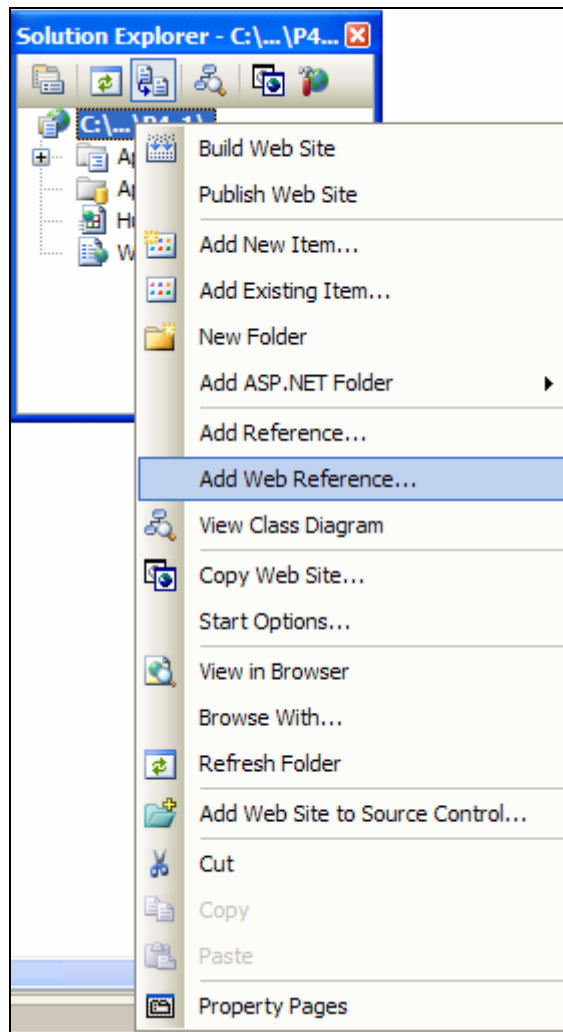 Solution Explorer - C:\...\P4...
C:\...\P4_1\
Build Web Site
Publish Web Site
Add New Item...
Add Existing Item...
New Folder
Add ASP.NET Folder
Add Reference...
Add Web Reference...
View Class Diagram
Copy Web Site...
Start Options...
View in Browser
Browse With...
Refresh Folder
Add Web Site to Source Control...
Cut
Copy
Paste
Property Pages